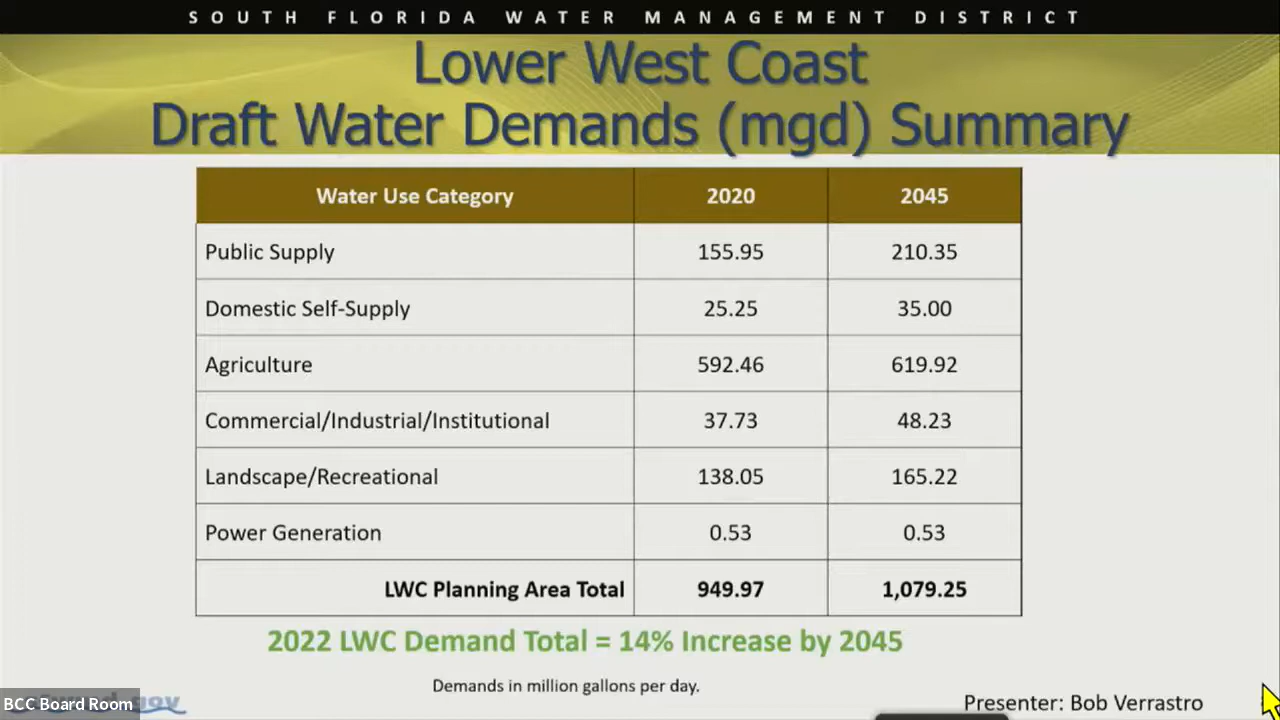 SOUTH FLORIDA WATER MANAGEMENT DISTRICT
Lower West Coast
Draft Water Demands (mgd) Summary
Water Use Category 2020 2045
Public Supply 155.95 210.35
Domestic Self-Supply 25.25 35.00
Agriculture 592.46 619.92
Commercial/Industrial/Institutional 37.73 48.23
Landscape/Recreational 138.05 165.22
Power Generation 0.53 0.53
LWC Planning Area Total 949.97 1,079.25
2022 LWC Demand Total = 14% Increase by 2045
Demands in million gallons per day.
BCC Board Room
Presenter: Bob Verrastro